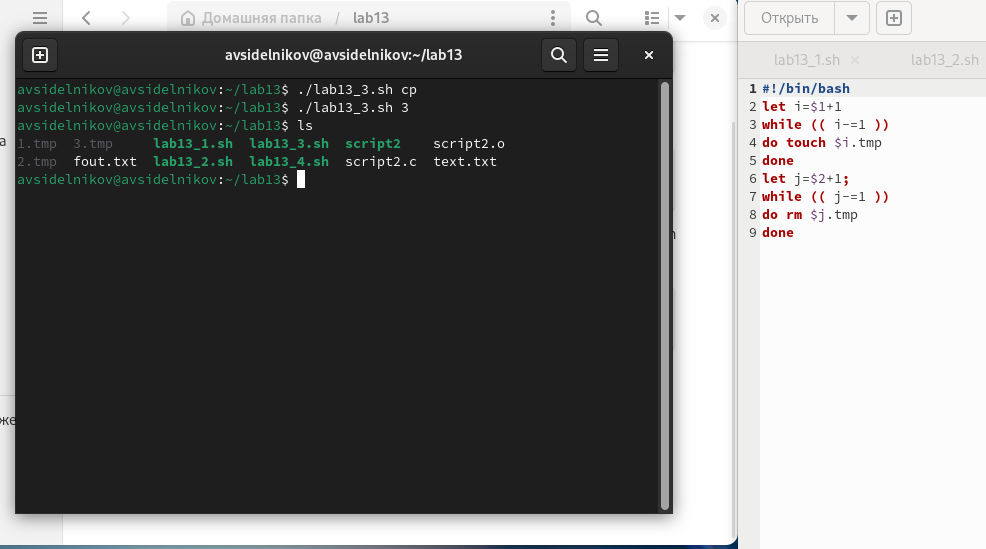 Домашняя папка / lab13
avsidelnikov@avsidelnikov:~/lab13
avsidelnikov@avsidelnikov:~/lab13$ ./lab13_3.sh cp
avsidelnikov@avsidelnikov:~/lab13$ ./lab13_3.sh 3
avsidelnikov@avsidelnikov:~/lab13$ ls
1.tmp 3.tmp lab13_1.sh lab13_3.sh script2 script2.o
2.tmp fout.txt lab13_2.sh lab13_4.sh script2.c text.txt
avsidelnikov@avsidelnikov:~/lab13$
а
же
Открыть
lab13_1.sh lab13_2.sh
1 #!/bin/bash
2 let i=$1+1
3 while (( i-=1 ))
4 do touch $i.tmp
5 done
6 let j=$2+1;
7 while (( j-=1 ))
8 do rm $j.tmp
9 done